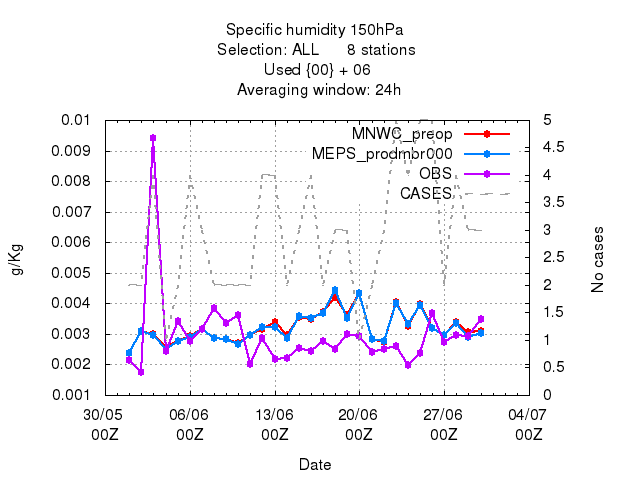 Specific humidity 150hPa
Selection: ALL 8 stations
Used {00} + 06
Averaging window: 24h
MNWC_preop
MEPS_prodmbr000
OBS
CASES
0.01
0.009
0.008
0.007
0.006
0.005
0.004
0.003
0.002
0.001
g/Kg
5
4.5
4
3.5
3
2.5
2
1.5
1
0.5
0
No cases
30/05 06/06 13/06 20/06 27/06 04/07
00Z 00Z 00Z 00Z 00Z 00Z
Date